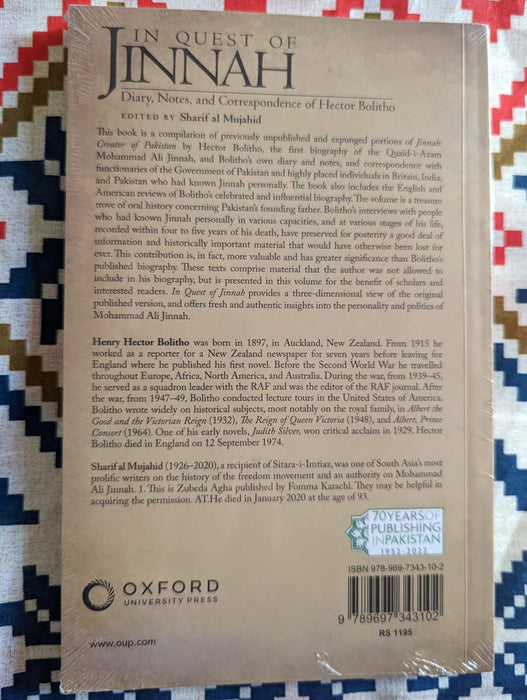 IN QUEST OF
JINNAH
Diary, Notes, and Correspondence of Hector Bolitho
EDITED BY Sharif al Mujahid
This book is a compilation of previously unpublished and expunged portions of Jinnah:
Creator of Pakistan by Hector Bolitho, the first biography of the Quaid-i-Azam
Mohammad Ali Jinnah, and Bolitho's own diary and notes, and correspondence with
functionaries of the Government of Pakistan and highly placed individuals in Britain, India,
and Pakistan who had known Jinnah personally. The book also includes the English and
American reviews of Bolitho's celebrated and influential biography. The volume is a treasure
trove of oral history concerning Pakistan's founding father. Bolitho's interviews with people
who had known Jinnah personally in various capacities, and at various stages of his life,
recorded within four to five years of his death, have preserved for posterity a good deal of
information and historically important material that would have otherwise been lost for
ever. This contribution is, in fact, more valuable and has greater significance than Bolitho's
published biography. These texts comprise material that the author was not allowed to
include in his biography, but is presented in this volume for the benefit of scholars and
interested readers. In Quest of Jinnah provides a three-dimensional view of the original
published version, and offers fresh and authentic insights into the personality and politics of
Mohammad Ali Jinnah.
Henry Hector Bolitho was born in 1897, in Auckland, New Zealand. From 1915 he
worked as a reporter for a New Zealand newspaper for seven years before leaving for
England where he published his first novel. Before the Second World War he travelled
throughout Europe, Africa, North America, and Australia. During the war, from 1939–45,
he served as a squadron leader with the RAF and was the editor of the RAF journal. After
the war, from 1947–49, Bolitho conducted lecture tours in the United States of America.
Bolitho wrote widely on historical subjects, most notably on the royal family, in Albert the
Good and the Victorian Reign (1932), The Reign of Queen Victoria (1948), and Albert, Prince
Consort (1964). One of his early novels, Judith Silver, won critical acclaim in 1929. Hector
Bolitho died in England on 12 September 1974.
Sharif al Mujahid (1926–2020), a recipient of Sitara-i-Imtiaz, was one of South Asia's most
prolific writers on the history of the freedom movement and an authority on Mohammad
Ali Jinnah. 1. This is Zubeda Agha published by Fomma Karachi. They may be helpful in
acquiring the permission. AT.He died in January 2020 at the age of 93.
70 YEARS OF
PUBLISHING
IN PAKISTAN
1952-2022
ISBN 978-969-7343-10-2
OXFORD
UNIVERSITY PRESS
9 789697 343102
RS 1195
www.oup.com